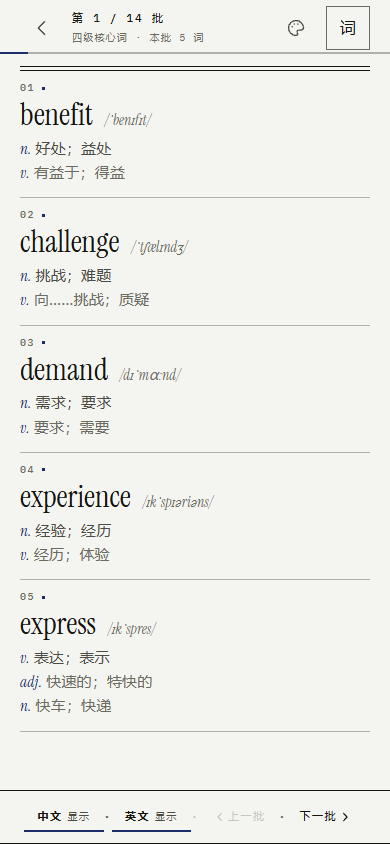 第 1 / 14 批
四级核心词 · 本批 5 词
词
01
benefit /ˈbenɪfɪt/
n. 好处；益处
v. 有益于；得益
02
challenge /ˈtʃælɪndʒ/
n. 挑战；难题
v. 向……挑战；质疑
03
demand /dɪˈmɑːnd/
n. 需求；要求
v. 要求；需要
04
experience /ɪkˈspɪəriəns/
n. 经验；经历
v. 经历；体验
05
express /ɪkˈspres/
v. 表达；表示
adj. 快速的；特快的
n. 快车；快递
中文 显示 · 英文 显示 · 上一批 · 下一批